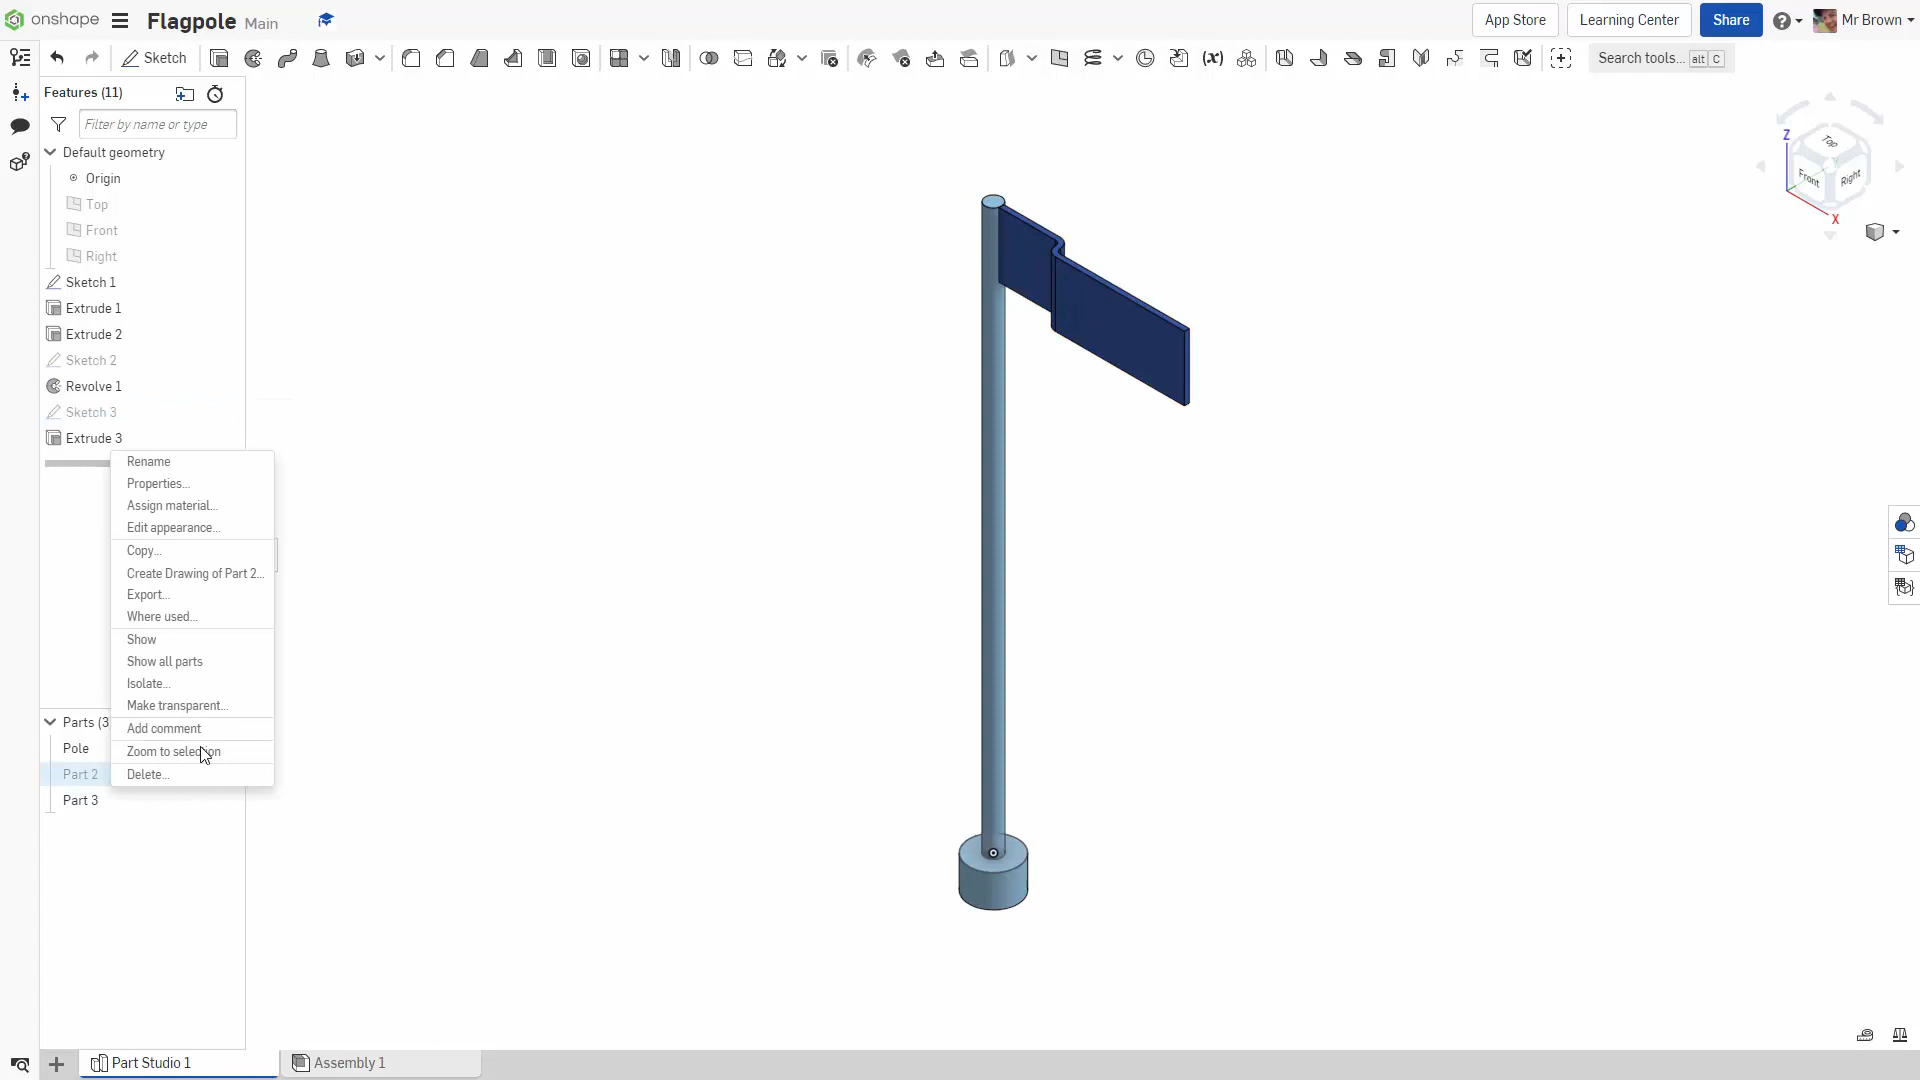 onshape
Flagpole Main
App Store
Learning Center
Share
Mr Brown
Sketch
Search tools... alt C
Features (11)
Filter by name or type
Default geometry
Origin
Top
Front
Right
Sketch 1
Extrude 1
Extrude 2
Sketch 2
Revolve 1
Sketch 3
Extrude 3
Rename
Properties...
Assign material...
Edit appearance...
Copy...
Create Drawing of Part 2...
Export...
Where used...
Show
Show all parts
Isolate...
Make transparent...
Add comment
Zoom to selection
Delete...
Parts (3
Pole
Part 2
Part 3
Z
Top
Front
Right
X
Part Studio 1
Assembly 1